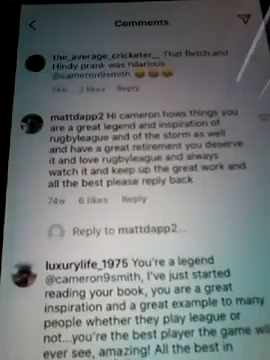 Comments
the_average_cricketer__ That fletch and
Hindy prank was hilarious
@cameron9smith 😂😂😂
74w 2 likes Reply
mattdapp2 Hi cameron hows things you
are a great legend and inspiration of
rugbyleague and of the storm as well
and have a great retirement you deserve
it and love rugbyleague and always
watch it and keep up the great work and
all the best please reply back
74w 6 likes Reply
Reply to mattdapp2...
luxurylife_1975 You're a legend
@cameron9smith, I've just started
reading your book, you are a great
inspiration and a great example to many
people whether they play league or
not...you're the best player the game will
ever see, amazing! All the best in